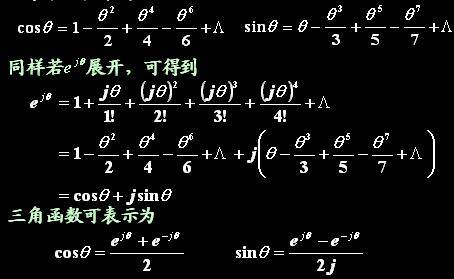 cosθ = 1 − θ²/2 + θ⁴/4 − θ⁶/6 + Λ  sinθ = θ − θ³/3 + θ⁵/5 − θ⁷/7 + Λ
同样若e^{jθ}展开，可得到
e^{jθ} = 1 + jθ/1! + (jθ)²/2! + (jθ)³/3! + (jθ)⁴/4! + Λ
= 1 − θ²/2 + θ⁴/4 − θ⁶/6 + Λ + j(θ − θ³/3 + θ⁵/5 − θ⁷/7 + Λ)
= cosθ + jsinθ
三角函数可表示为
cosθ = (e^{jθ} + e^{−jθ})/2  sinθ = (e^{jθ} − e^{−jθ})/2j